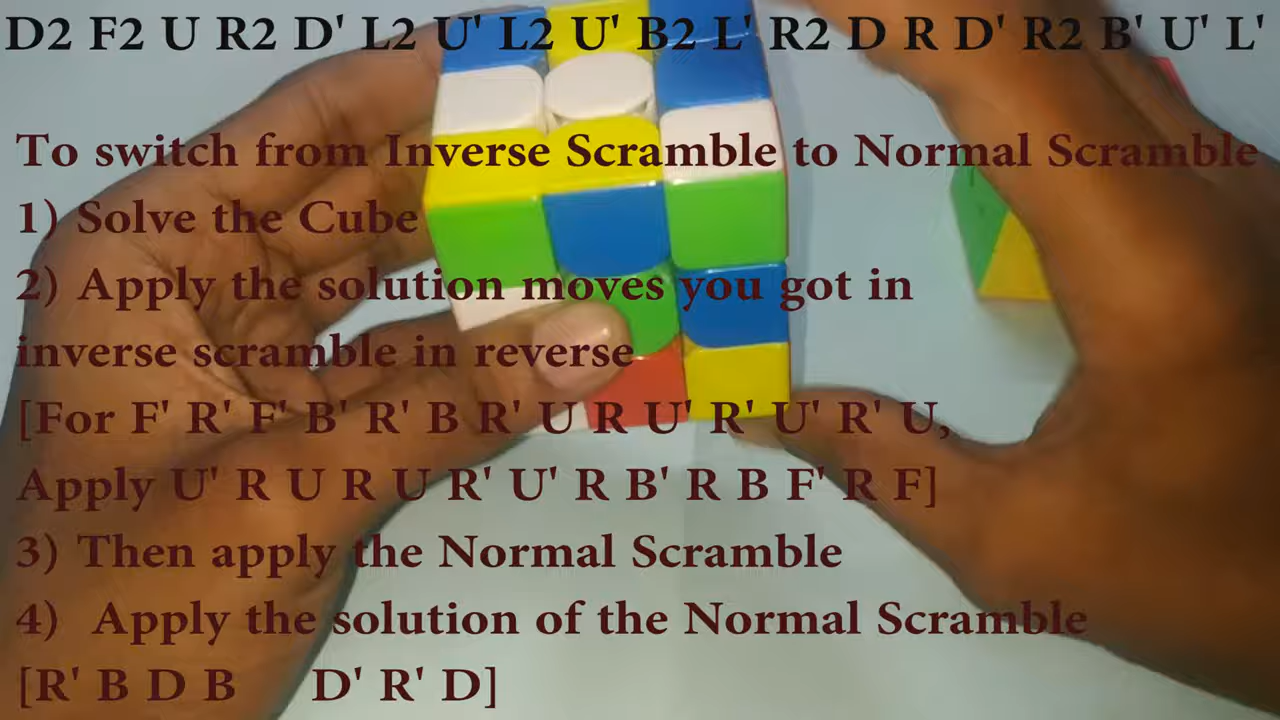 D2 F2 U R2 D' L2 U' L2 U' B2 L' R2 D R D' R2 B' U' L'
To switch from Inverse Scramble to Normal Scramble
1) Solve the Cube
2) Apply the solution moves you got in
inverse scramble in reverse
[For F' R' F' B' R' B R' U R U' R' U' R' U,
Apply U' R U R U R' U' R B' R B F' R F]
3) Then apply the Normal Scramble
4) Apply the solution of the Normal Scramble
[R' B D B D' R' D]